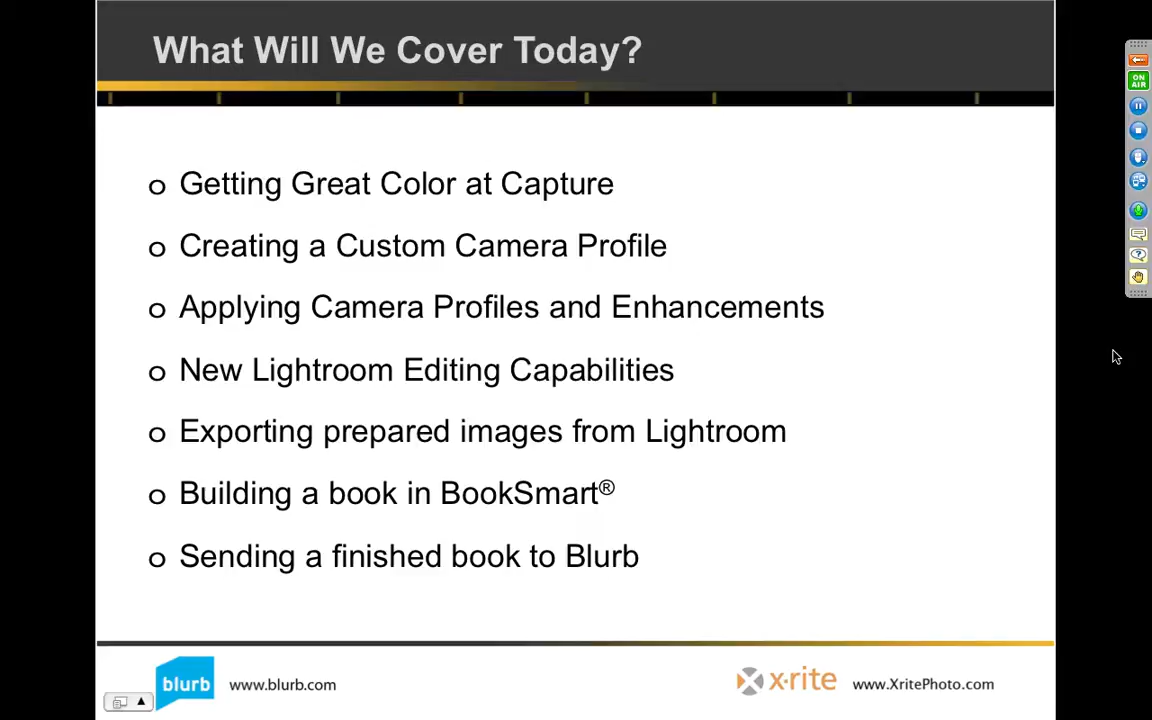 What Will We Cover Today?
ON
AIR
o Getting Great Color at Capture
o Creating a Custom Camera Profile
o Applying Camera Profiles and Enhancements
o New Lightroom Editing Capabilities
o Exporting prepared images from Lightroom
o Building a book in BookSmart®
o Sending a finished book to Blurb
blurb www.blurb.com
x·rite www.XritePhoto.com